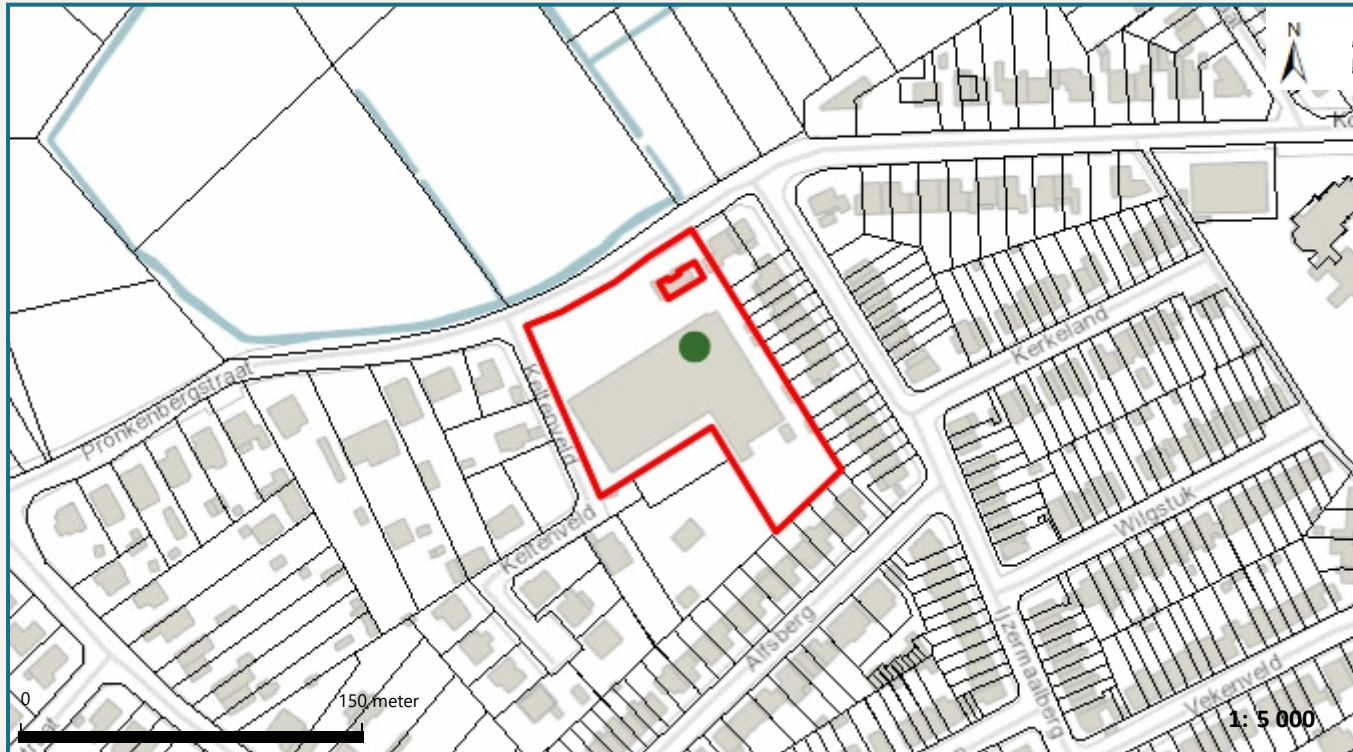 N
Pronkenbergstraat
Keltenveld
Keltenveld
Kerkeland
Wilgstuk
Alfsberg
Ijzermaalberg
Vekenveld
0
150 meter
1: 5 000